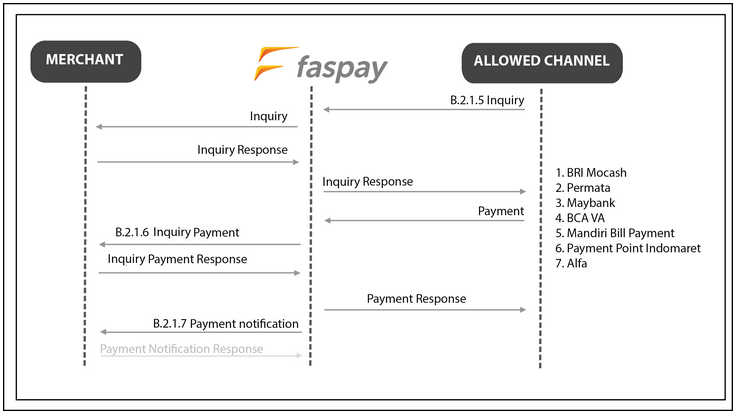 MERCHANT
faspay
ALLOWED CHANNEL
B.2.1.5 Inquiry
Inquiry
Inquiry Response
Inquiry Response
Payment
B.2.1.6 Inquiry Payment
Inquiry Payment Response
Payment Response
B.2.1.7 Payment notification
Payment Notification Response
1. BRI Mocash
2. Permata
3. Maybank
4. BCA VA
5. Mandiri Bill Payment
6. Payment Point Indomaret
7. Alfa